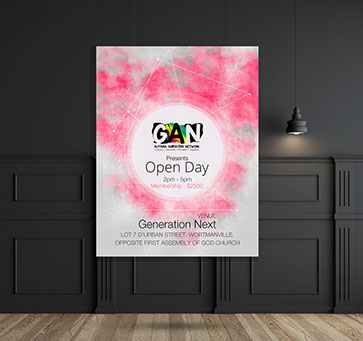 GAN
GUYANA ANIMATION NETWORK
Presents
Open Day
2pm - 5pm
Membership : $2500
VENUE
Generation Next
LOT 7 D'URBAN STREET, WORTMANVILLE,
OPPOSITE FIRST ASSEMBLY OF GOD CHURCH